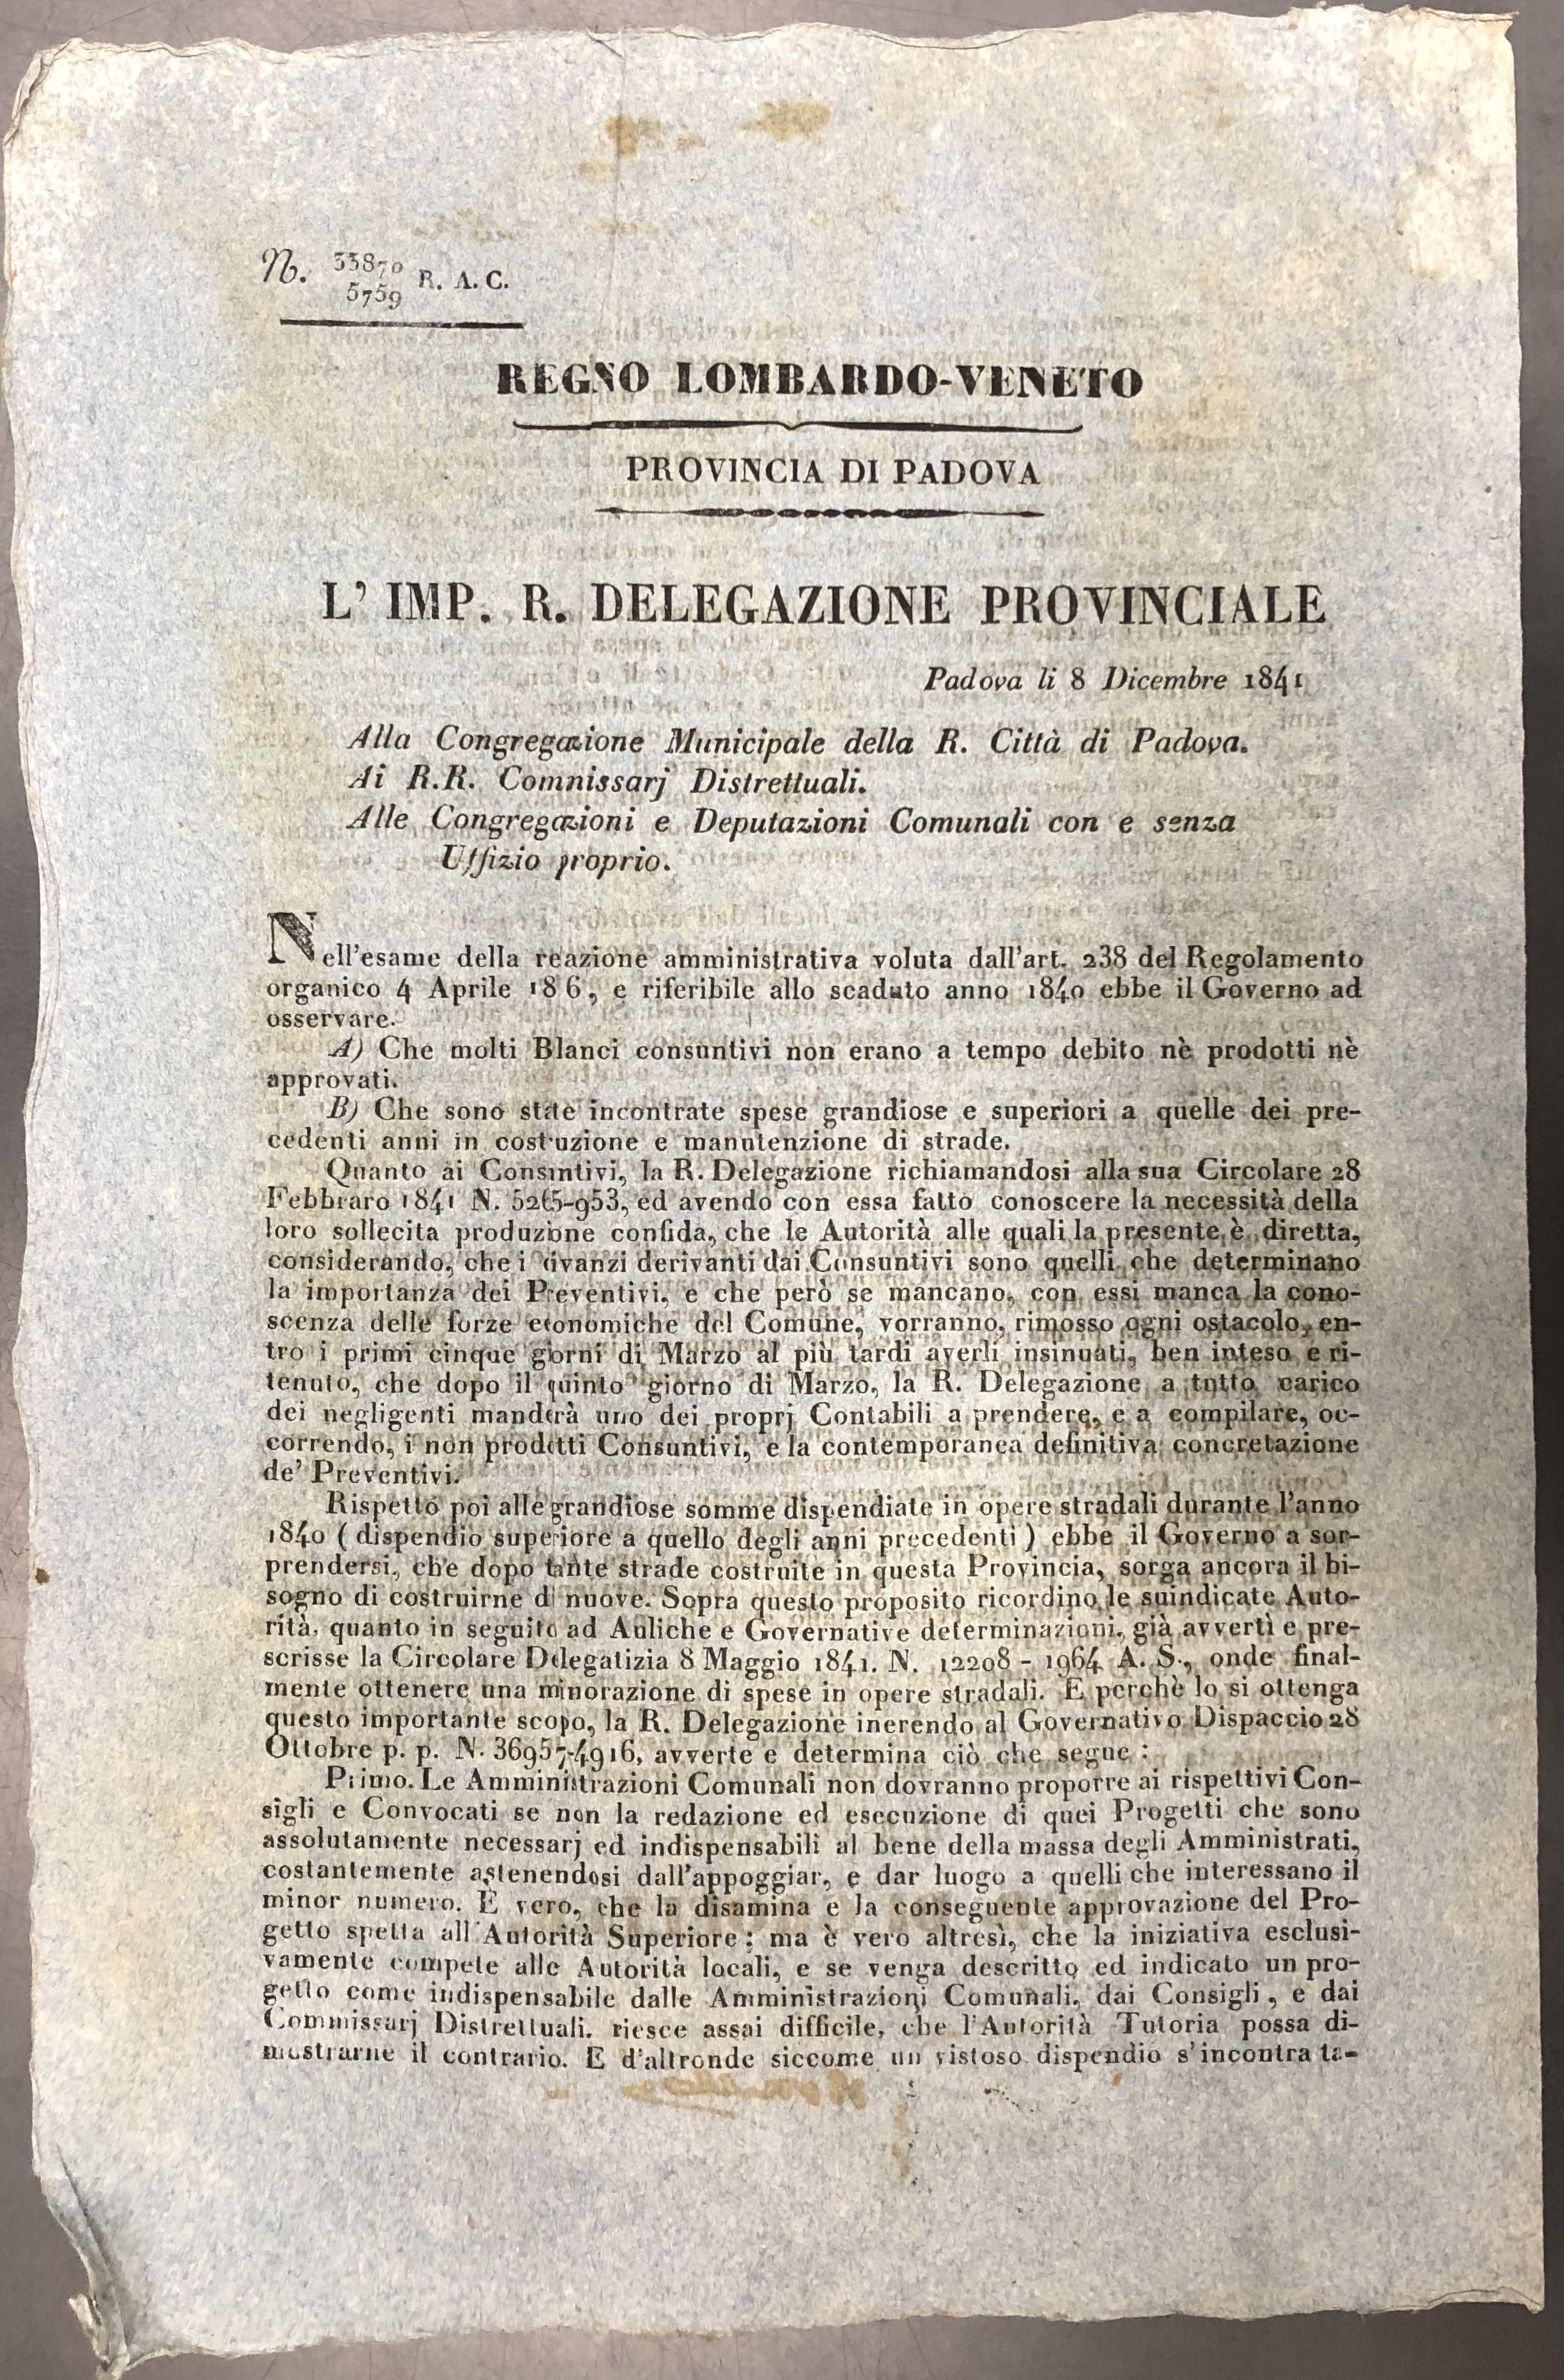 N. 33870
5759 R. A. C.
REGNO LOMBARDO-VENETO
PROVINCIA DI PADOVA
L' IMP. R. DELEGAZIONE PROVINCIALE
Padova li 8 Dicembre 1841
Alla Congregazione Municipale della R. Città di Padova.
Ai R.R. Commissarj Distrettuali.
Alle Congregazioni e Deputazioni Comunali con e senza
Uffizio proprio.
Nell'esame della reazione amministrativa voluta dall'art. 238 del Regolamento
organico 4 Aprile 18 6, e riferibile allo scaduto anno 1840 ebbe il Governo ad
osservare.
A) Che molti Blanci consuntivi non erano a tempo debito nè prodotti nè
approvati.
B) Che sono state incontrate spese grandiose e superiori a quelle dei pre-
cedenti anni in costruzione e manutenzione di strade.
Quanto ai Consuntivi, la R. Delegazione richiamandosi alla sua Circolare 28
Febbraro 1841 N. 5265-953, ed avendo con essa fatto conoscere la necessità della
loro sollecita produzione confida, che le Autorità alle quali la presente è diretta,
considerando, che i civanzi derivanti dai Consuntivi sono quelli che determinano
la importanza dei Preventivi, e che però se mancano, con essi manca la cono-
scenza delle forze economiche del Comune, vorranno, rimosso ogni ostacolo, en-
tro i primi cinque giorni di Marzo al più tardi averli insinuati, ben inteso e ri-
tenuto, che dopo il quinto giorno di Marzo, la R. Delegazione a tutto carico
dei negligenti manderà uno dei proprj Contabili a prendere, e a compilare, oc-
correndo, i non prodotti Consuntivi, e la contemporanea definitiva concretazione
de' Preventivi.
Rispetto poi alle grandiose somme dispendiate in opere stradali durante l'anno
1840 ( dispendio superiore a quello degli anni precedenti ) ebbe il Governo a sor-
prendersi, che dopo tante strade costruite in questa Provincia, sorga ancora il bi-
sogno di costruirne di nuove. Sopra questo proposito ricordino le suindicate Auto-
rità, quanto in seguito ad Auliche e Governative determinazioni, già avvertì e pre-
scrisse la Circolare Delegatizia 8 Maggio 1841. N. 12208 - 1964 A. S., onde final-
mente ottenere una minorazione di spese in opere stradali. E perchè lo si ottenga
questo importante scopo, la R. Delegazione inerendo al Governativo Dispaccio 28
Ottobre p. p. N. 36957-4916, avverte e determina ciò che segue :
Primo. Le Amministrazioni Comunali non dovranno proporre ai rispettivi Con-
sigli e Convocati se non la redazione ed esecuzione di quei Progetti che sono
assolutamente necessarj ed indispensabili al bene della massa degli Amministrati,
costantemente astenendosi dall'appoggiar, e dar luogo a quelli che interessano il
minor numero. È vero, che la disamina e la conseguente approvazione del Pro-
getto spetta all'Autorità Superiore : ma è vero altresì, che la iniziativa esclusi-
vamente compete alle Autorità locali, e se venga descritto ed indicato un pro-
getto come indispensabile dalle Amministrazioni Comunali, dai Consigli, e dai
Commissarj Distrettuali, riesce assai difficile, che l'Autorità Tutoria possa di-
mostrarne il contrario. E d'altronde siccome un vistoso dispendio s'incontra ta-